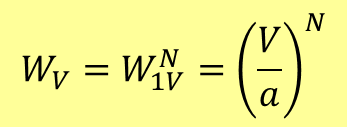 $W_V = W_{1V}^N = \left(\frac{V}{a}\right)^N$